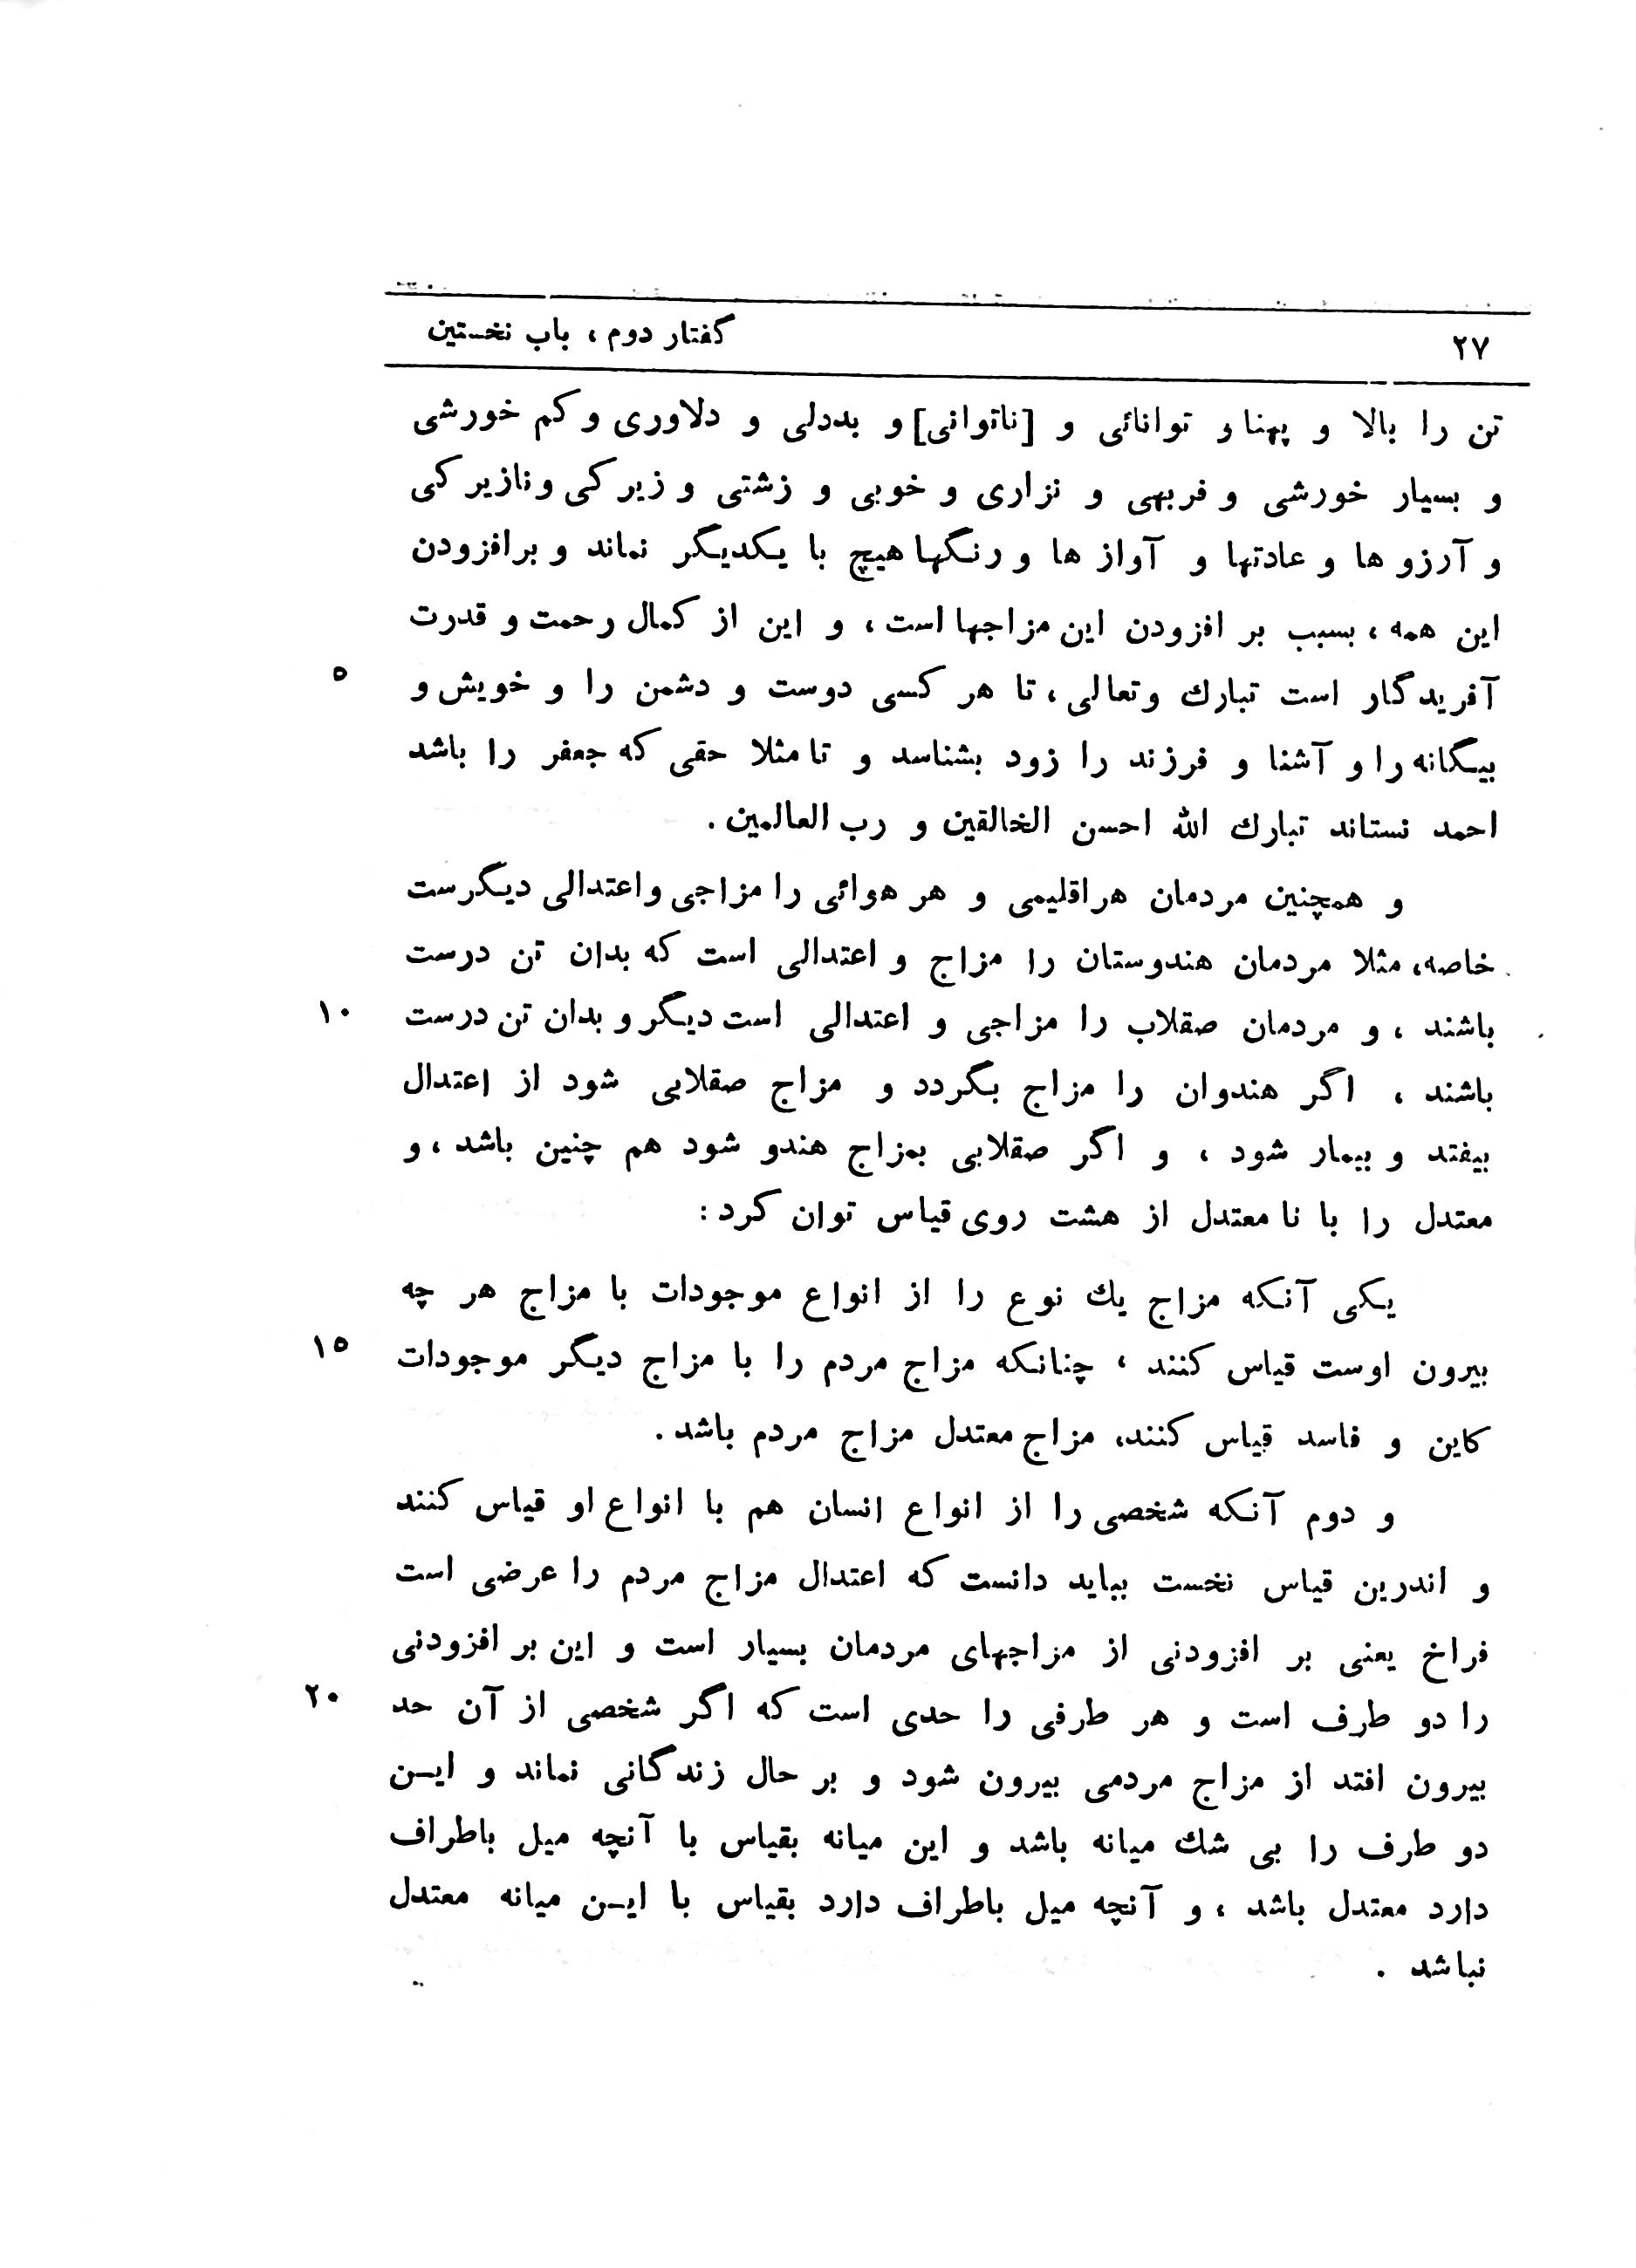 ۲۷ گفتار دوم ، باب نخستین
تن را بالا و پهنا و توانائی و [ناتوانی] و بددلی و دلاوری و کم خورشی
و بسیار خورشی و فربهی و نزاری و خوبی و زشتی و زیرکی و نازیرکی
و آرزو ها و عادتها و آواز ها و رنگها هیچ با یکدیگر نماند و برافزودن
این همه ، بسبب بر افزودن این مزاجها است ، و این از کمال رحمت و قدرت
آفریدگار است تبارك وتعالی ، تا هر کسی دوست و دشمن را و خویش و
۵
بیگانه را و آشنا و فرزند را زود بشناسد و تا مثلا حقی که جعفر را باشد
احمد نستاند تبارك الله احسن الخالقین و رب العالمین .
و همچنین مردمان هراقلیمی و هر هوائی را مزاجی واعتدالی دیگرست
خاصه، مثلا مردمان هندوستان را مزاج و اعتدالی است که بدان تن درست
باشند ، و مردمان صقلاب را مزاجی و اعتدالی است دیگر و بدان تن درست
۱۰
باشند ، اگر هندوان را مزاج بگردد و مزاج صقلابی شود از اعتدال
بیفتد و بیمار شود ، و اگر صقلابی بمزاج هندو شود هم چنین باشد ، و
معتدل را با نا معتدل از هشت روی قیاس توان کرد :
یکی آنکه مزاج یك نوع را از انواع موجودات با مزاج هر چه
بیرون اوست قیاس کنند ، چنانکه مزاج مردم را با مزاج دیگر موجودات
۱۵
کاین و فاسد قیاس کنند، مزاج معتدل مزاج مردم باشد .
و دوم آنکه شخصی را از انواع انسان هم با انواع او قیاس کنند
و اندرین قیاس نخست بباید دانست که اعتدال مزاج مردم را عرضی است
فراخ یعنی بر افزودنی از مزاجهای مردمان بسیار است و این بر افزودنی
را دو طرف است و هر طرفی را حدی است که اگر شخصی از آن حد
۲۰
بیرون افتد از مزاج مردمی بیرون شود و بر حال زندگانی نماند و ایـن
دو طرف را بی شك میانه باشد و این میانه بقیاس با آنچه میل باطراف
دارد معتدل باشد ، و آنچه میل باطراف دارد بقیاس با ایـن میانه معتدل
نباشد .